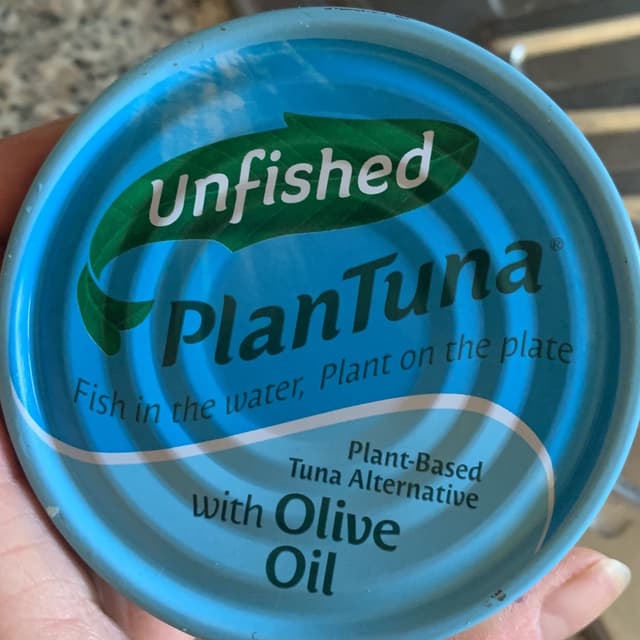 Unfished
PlanTuna®
Fish in the water, Plant on the plate
Plant-Based
Tuna Alternative
with Olive
Oil